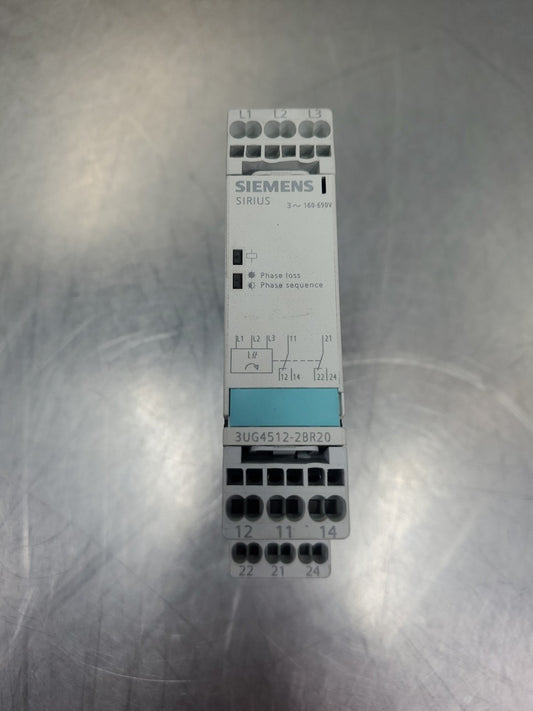 L1 L2 L3
SIEMENS
SIRIUS 3~ 160-690V
Phase loss
Phase sequence
L1 L2 L3 11 21
12 14 22 24
3UG4512-2BR20
12 11 14
22 21 24